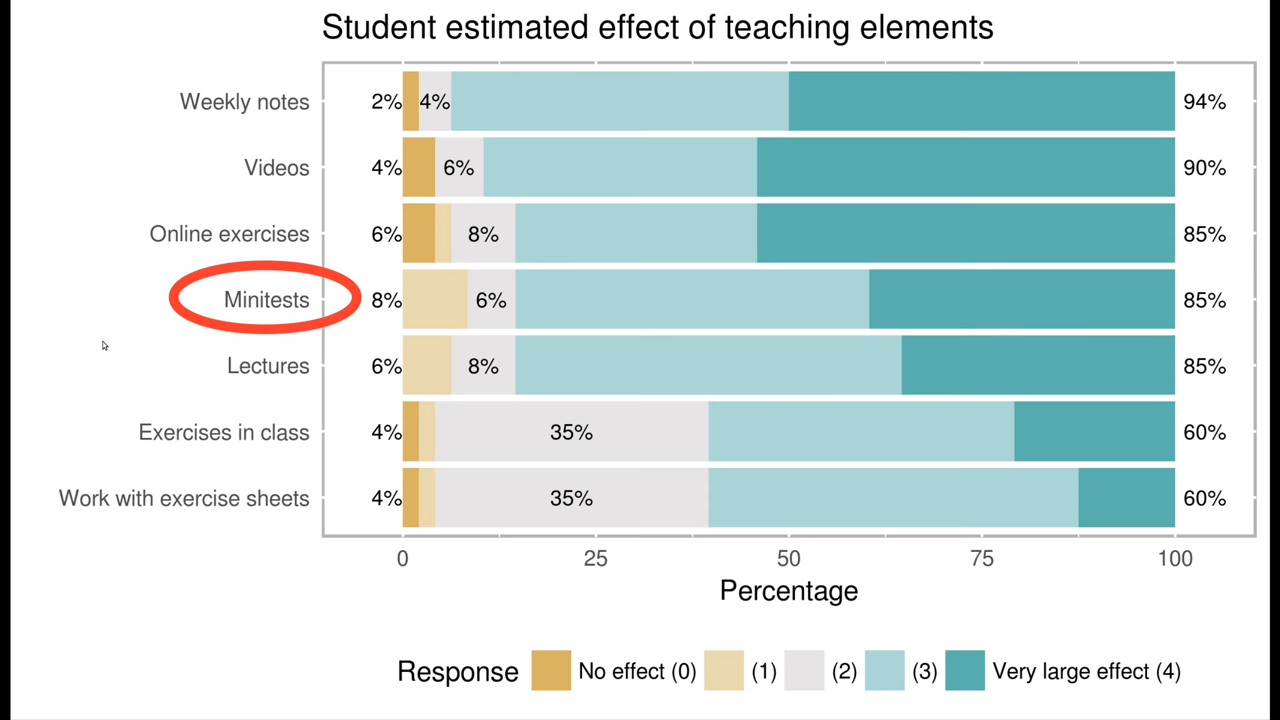 Student estimated effect of teaching elements
Weekly notes 2% 4% 94%
Videos 4% 6% 90%
Online exercises 6% 8% 85%
Minitests 8% 6% 85%
Lectures 6% 8% 85%
Exercises in class 4% 35% 60%
Work with exercise sheets 4% 35% 60%
0 25 50 75 100
Percentage
Response No effect (0) (1) (2) (3) Very large effect (4)